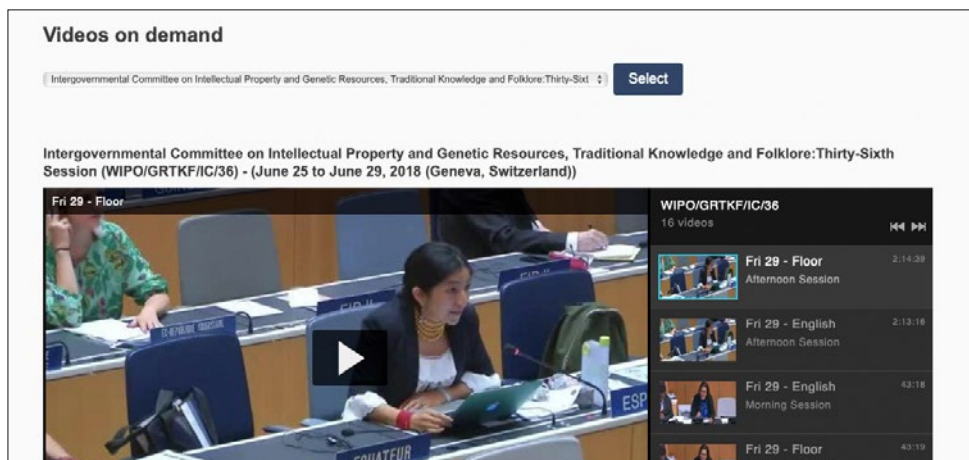 Videos on demand
Intergovernmental Committee on Intellectual Property and Genetic Resources, Traditional Knowledge and Folklore:Thirty-Sixt
Select
Intergovernmental Committee on Intellectual Property and Genetic Resources, Traditional Knowledge and Folklore:Thirty-Sixth
Session (WIPO/GRTKF/IC/36) - (June 25 to June 29, 2018 (Geneva, Switzerland))
Fri 29 - Floor
ESP
EQUATEUR
WIPO/GRTKF/IC/36
16 videos
Fri 29 - Floor
2:14:39
Afternoon Session
Fri 29 - English
2:13:16
Afternoon Session
Fri 29 - English
43:18
Morning Session
Fri 29 - Floor
43:19